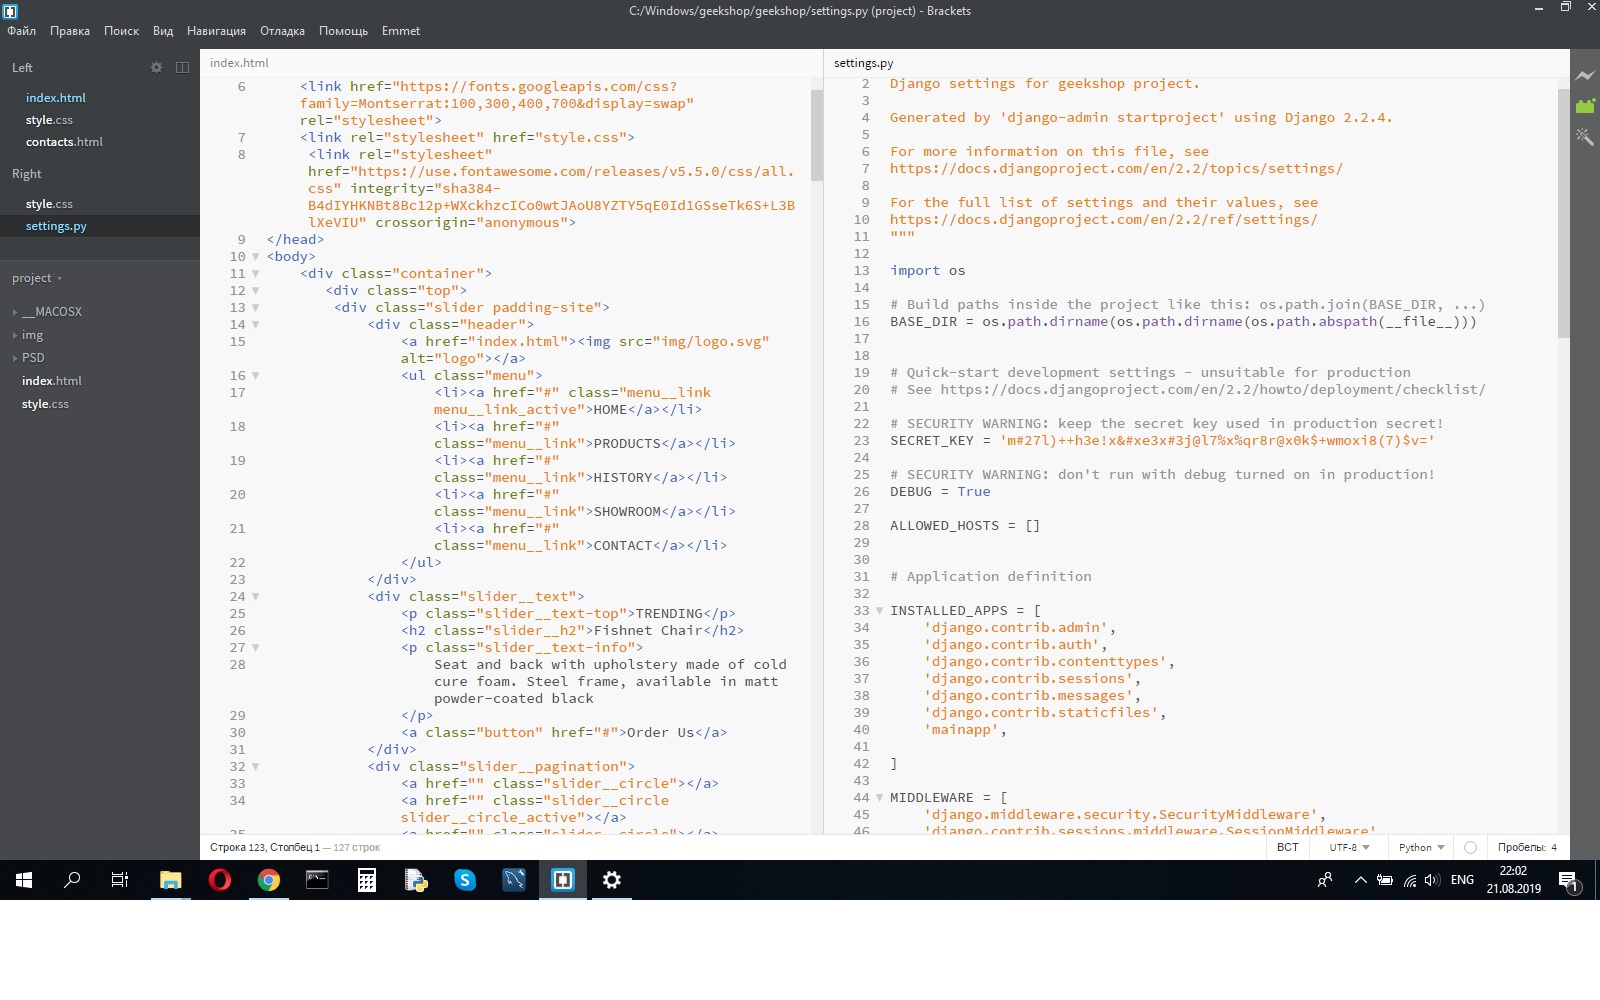 C:/Windows/geekshop/geekshop/settings.py (project) - Brackets
Файл Правка Поиск Вид Навигация Отладка Помощь Emmet
Left
index.html
style.css
contacts.html
Right
style.css
settings.py
project
__MACOSX
img
PSD
index.html
style.css
index.html
6 <link href="https://fonts.googleapis.com/css?
family=Montserrat:100,300,400,700&display=swap"
rel="stylesheet">
7 <link rel="stylesheet" href="style.css">
8 <link rel="stylesheet"
href="https://use.fontawesome.com/releases/v5.5.0/css/all.
css" integrity="sha384-
B4dIYHKNBt8Bc12p+WXckhzcICo0wtJAoU8YZTY5qE0Id1GSseTk6S+L3B
lXeVIU" crossorigin="anonymous">
9 </head>
10 <body>
11 <div class="container">
12 <div class="top">
13 <div class="slider padding-site">
14 <div class="header">
15 <a href="index.html"><img src="img/logo.svg"
alt="logo"></a>
16 <ul class="menu">
17 <li><a href="#" class="menu__link
menu__link_active">HOME</a></li>
18 <li><a href="#"
class="menu__link">PRODUCTS</a></li>
19 <li><a href="#"
class="menu__link">HISTORY</a></li>
20 <li><a href="#"
class="menu__link">SHOWROOM</a></li>
21 <li><a href="#"
class="menu__link">CONTACT</a></li>
22 </ul>
23 </div>
24 <div class="slider__text">
25 <p class="slider__text-top">TRENDING</p>
26 <h2 class="slider__h2">Fishnet Chair</h2>
27 <p class="slider__text-info">
28 Seat and back with upholstery made of cold
cure foam. Steel frame, available in matt
powder-coated black
29 </p>
30 <a class="button" href="#">Order Us</a>
31 </div>
32 <div class="slider__pagination">
33 <a href="" class="slider__circle"></a>
34 <a href="" class="slider__circle
slider__circle_active"></a>
35 <a href="" class="slider__circle"></a>
settings.py
2 Django settings for geekshop project.
3
4 Generated by 'django-admin startproject' using Django 2.2.4.
5
6 For more information on this file, see
7 https://docs.djangoproject.com/en/2.2/topics/settings/
8
9 For the full list of settings and their values, see
10 https://docs.djangoproject.com/en/2.2/ref/settings/
11 """
12
13 import os
14
15 # Build paths inside the project like this: os.path.join(BASE_DIR, ...)
16 BASE_DIR = os.path.dirname(os.path.dirname(os.path.abspath(__file__)))
17
18
19 # Quick-start development settings - unsuitable for production
20 # See https://docs.djangoproject.com/en/2.2/howto/deployment/checklist/
21
22 # SECURITY WARNING: keep the secret key used in production secret!
23 SECRET_KEY = 'm#27l)++h3e!x&#xe3x#3j@l7%x%qr8r@x0k$+wmoxi8(7)$v='
24
25 # SECURITY WARNING: don't run with debug turned on in production!
26 DEBUG = True
27
28 ALLOWED_HOSTS = []
29
30
31 # Application definition
32
33 INSTALLED_APPS = [
34 'django.contrib.admin',
35 'django.contrib.auth',
36 'django.contrib.contenttypes',
37 'django.contrib.sessions',
38 'django.contrib.messages',
39 'django.contrib.staticfiles',
40 'mainapp',
41
42 ]
43
44 MIDDLEWARE = [
45 'django.middleware.security.SecurityMiddleware',
46 'django.contrib.sessions.middleware.SessionMiddleware'
Строка 123, Столбец 1 — 127 строк
ВСТ UTF-8 Python Пробелы: 4
ENG
22:02
21.08.2019
1